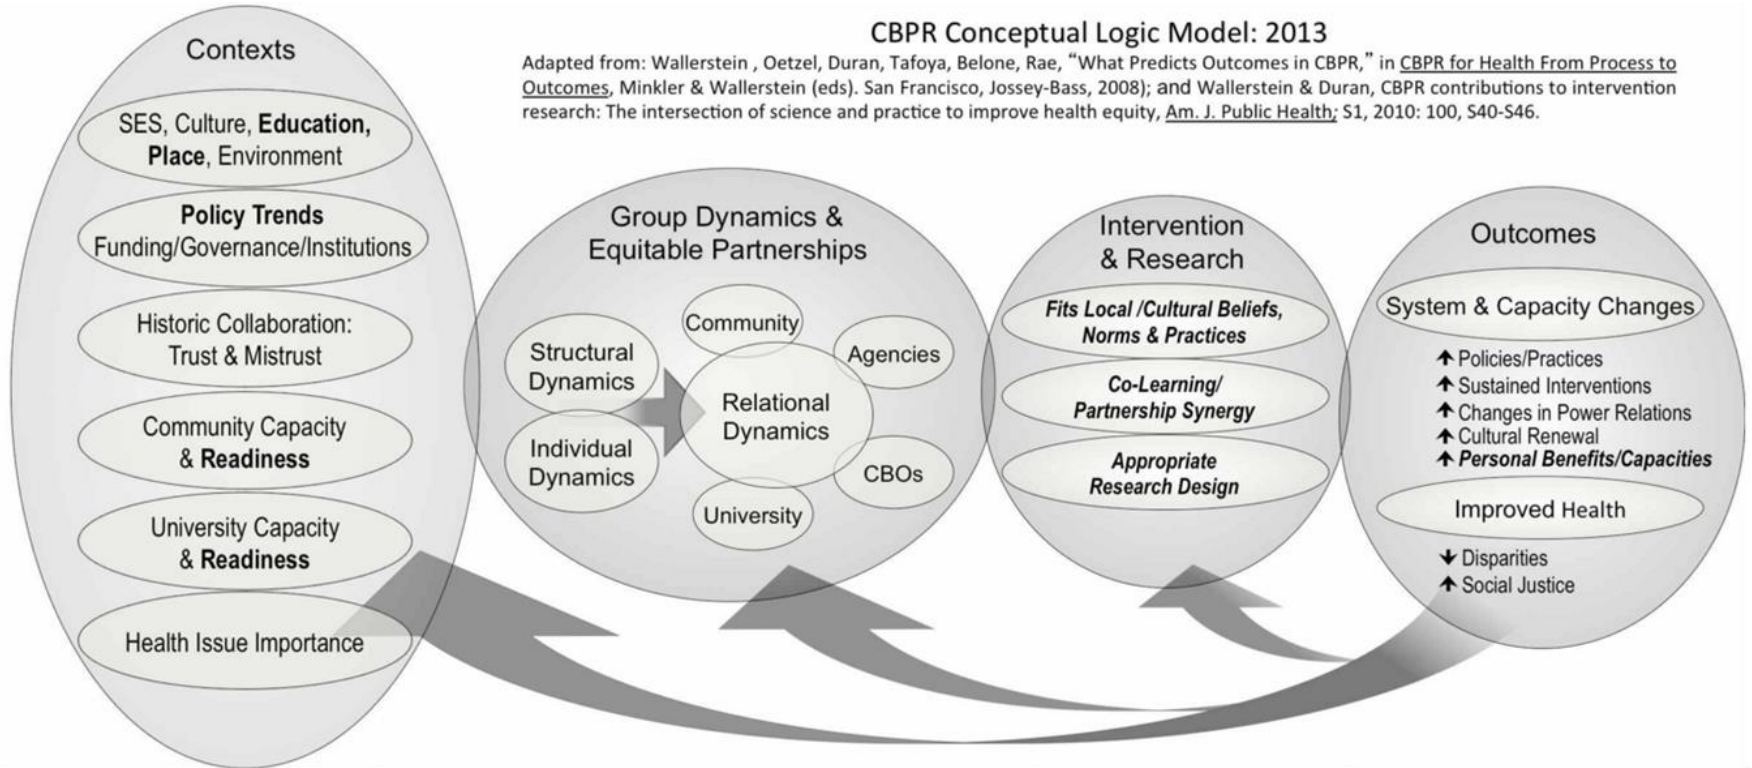 CBPR Conceptual Logic Model: 2013
Adapted from: Wallerstein , Oetzel, Duran, Tafoya, Belone, Rae, “What Predicts Outcomes in CBPR,” in CBPR for Health From Process to
Outcomes, Minkler & Wallerstein (eds). San Francisco, Jossey-Bass, 2008); and Wallerstein & Duran, CBPR contributions to intervention
research: The intersection of science and practice to improve health equity, Am. J. Public Health; S1, 2010: 100, S40-S46.
Contexts
SES, Culture, Education,
Place, Environment
Policy Trends
Funding/Governance/Institutions
Historic Collaboration:
Trust & Mistrust
Community Capacity
& Readiness
University Capacity
& Readiness
Health Issue Importance
Group Dynamics &
Equitable Partnerships
Structural
Dynamics
Individual
Dynamics
Community
Agencies
Relational
Dynamics
CBOs
University
Intervention
& Research
Fits Local /Cultural Beliefs,
Norms & Practices
Co-Learning/
Partnership Synergy
Appropriate
Research Design
Outcomes
System & Capacity Changes
Policies/Practices
Sustained Interventions
Changes in Power Relations
Cultural Renewal
Personal Benefits/Capacities
Improved Health
Disparities
Social Justice